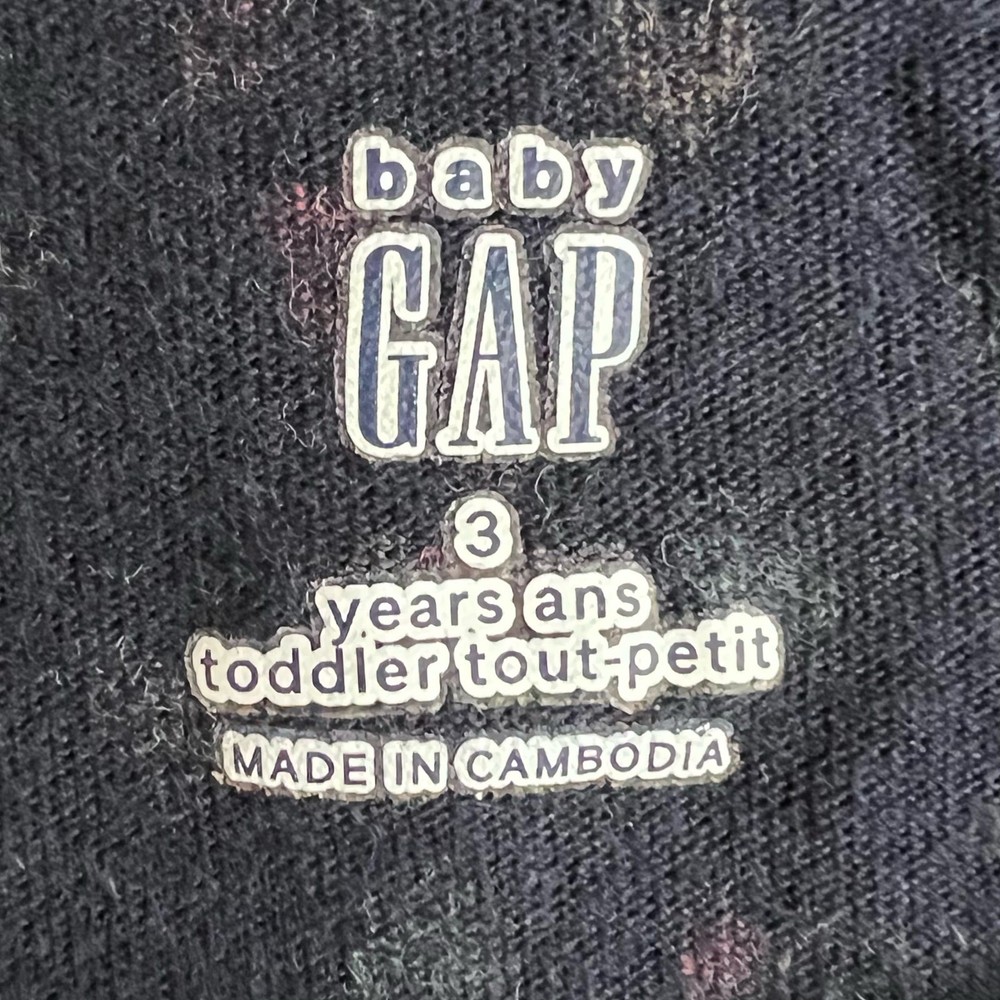 baby
GAP
3
years ans
toddler tout-petit
MADE IN CAMBODIA